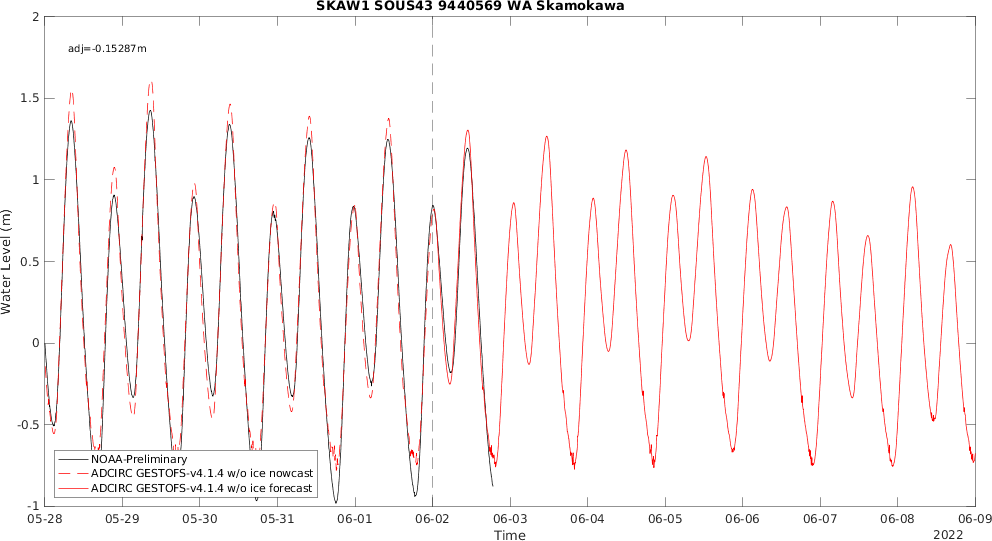 SKAW1 SOUS43 9440569 WA Skamokawa
adj=-0.15287m
2
1.5
1
0.5
0
-0.5
-1
Water Level (m)
NOAA-Preliminary
ADCIRC GESTOFS-v4.1.4 w/o ice nowcast
ADCIRC GESTOFS-v4.1.4 w/o ice forecast
05-28 05-29 05-30 05-31 06-01 06-02 06-03 06-04 06-05 06-06 06-07 06-08 06-09
Time
2022